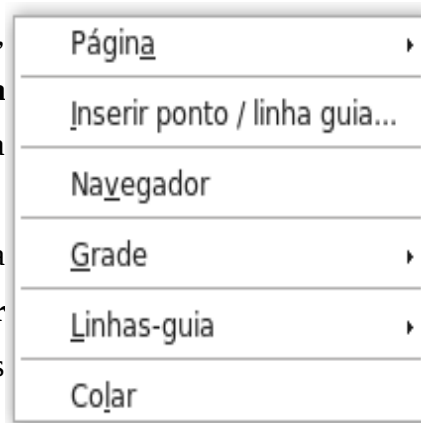 Página
Inserir ponto / linha guia...
Navegador
Grade
Linhas-guia
Colar